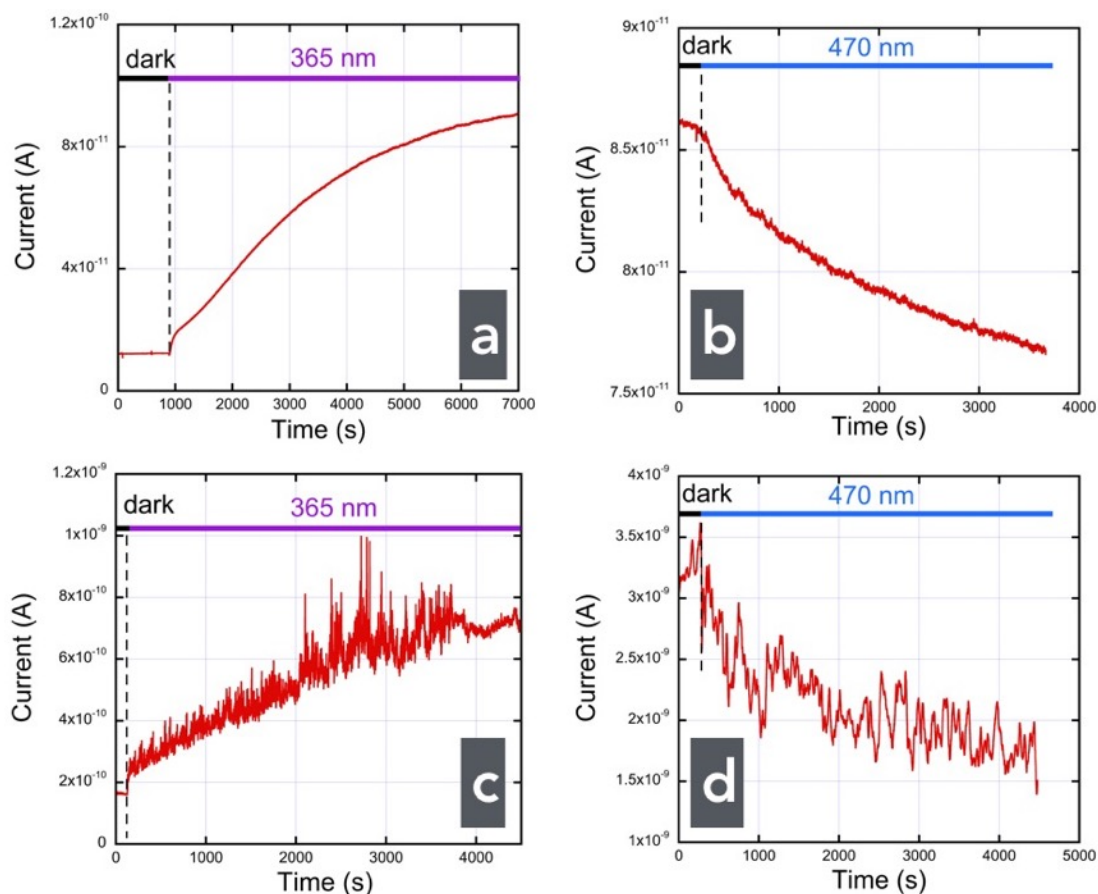 1.2x10⁻¹⁰
dark
365 nm
8x10⁻¹¹
4x10⁻¹¹
0
Current (A)
a
0 1000 2000 3000 4000 5000 6000 7000
Time (s)
9x10⁻¹¹
dark
470 nm
8.5x10⁻¹¹
8x10⁻¹¹
7.5x10⁻¹¹
Current (A)
b
0 1000 2000 3000 4000
Time (s)
1.2x10⁻⁹
dark
365 nm
1x10⁻⁹
8x10⁻¹⁰
6x10⁻¹⁰
4x10⁻¹⁰
2x10⁻¹⁰
0
Current (A)
c
0 1000 2000 3000 4000
Time (s)
4x10⁻⁹
dark
470 nm
3.5x10⁻⁹
3x10⁻⁹
2.5x10⁻⁹
2x10⁻⁹
1.5x10⁻⁹
1x10⁻⁹
Current (A)
d
0 1000 2000 3000 4000 5000
Time (s)